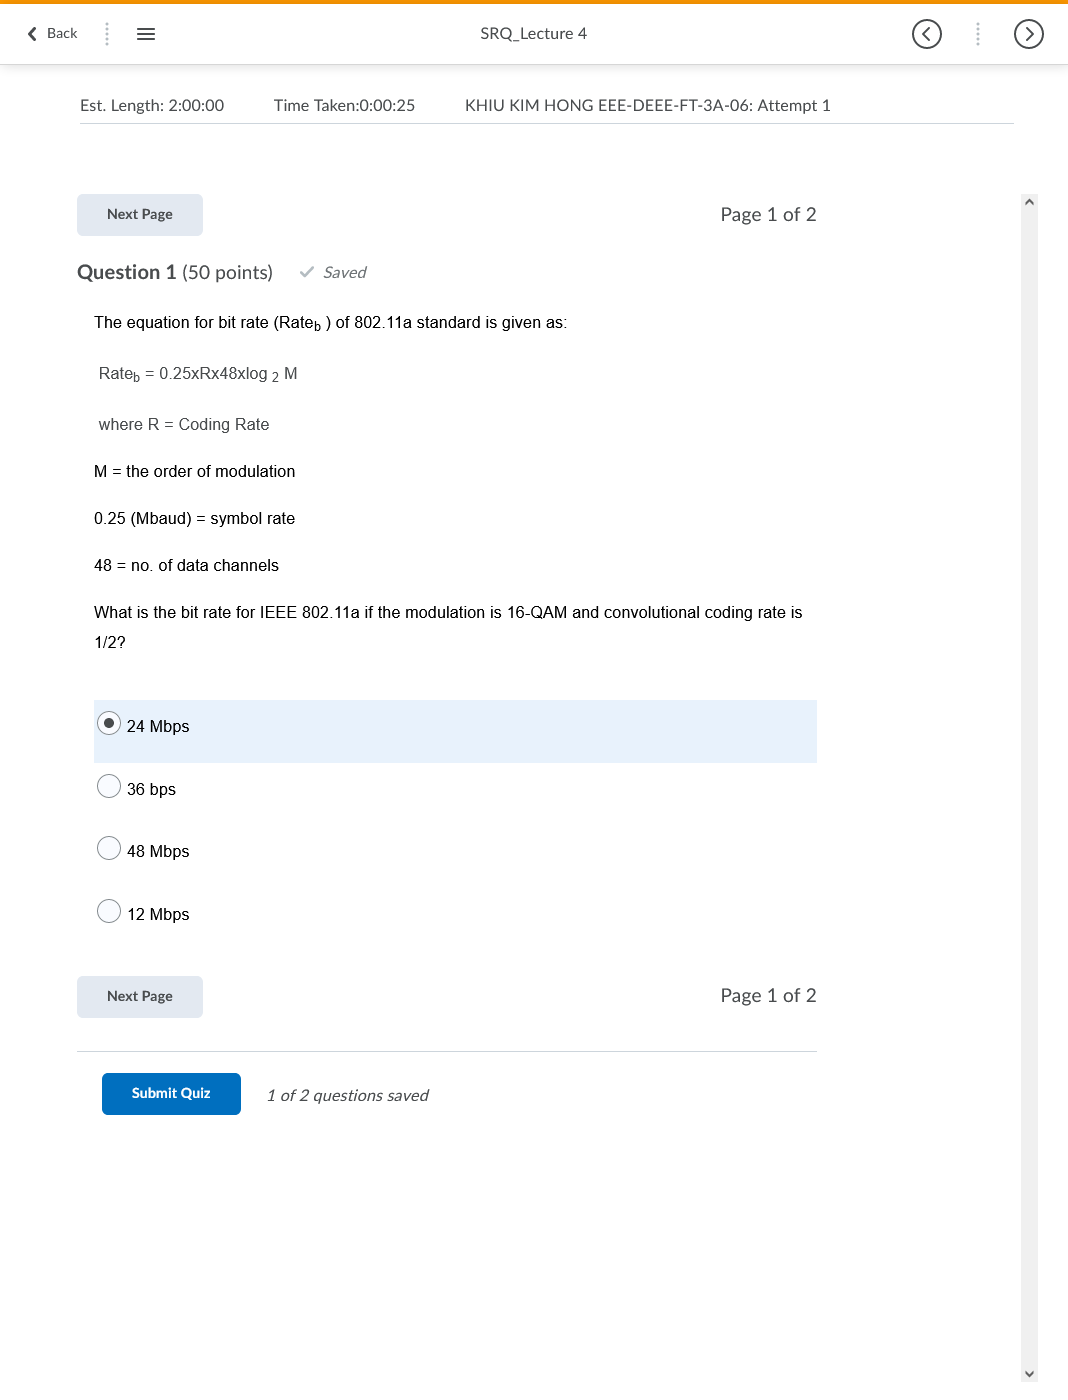 Back
SRQ_Lecture 4
Est. Length: 2:00:00 Time Taken:0:00:25 KHIU KIM HONG EEE-DEEE-FT-3A-06: Attempt 1
Next Page
Page 1 of 2
Question 1 (50 points) Saved
The equation for bit rate (Rateb ) of 802.11a standard is given as:
Rateb = 0.25xRx48xlog 2 M
where R = Coding Rate
M = the order of modulation
0.25 (Mbaud) = symbol rate
48 = no. of data channels
What is the bit rate for IEEE 802.11a if the modulation is 16-QAM and convolutional coding rate is
1/2?
24 Mbps
36 bps
48 Mbps
12 Mbps
Next Page
Page 1 of 2
Submit Quiz
1 of 2 questions saved